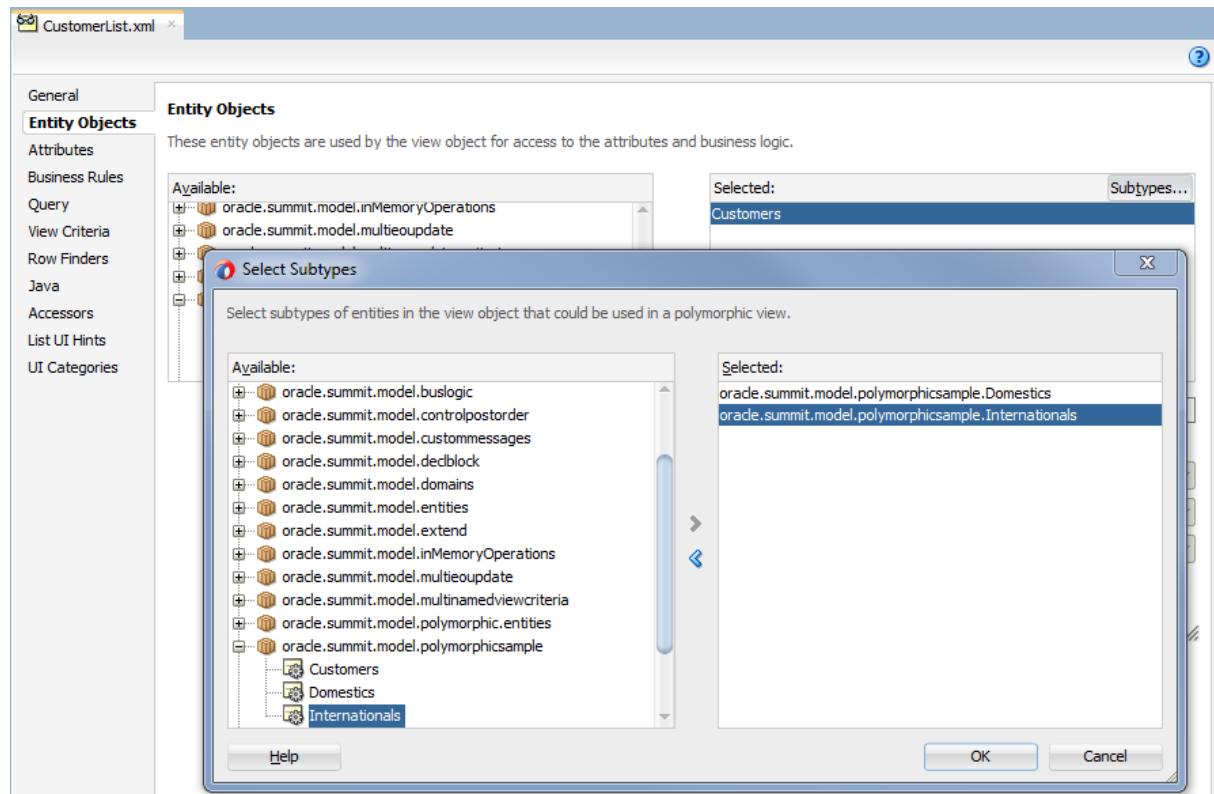 CustomerList.xml
General
Entity Objects
Attributes
Business Rules
Query
View Criteria
Row Finders
Java
Accessors
List UI Hints
UI Categories
Entity Objects
These entity objects are used by the view object for access to the attributes and business logic.
Available:
oracle.summit.model.inMemoryOperations
oracle.summit.model.multieoupdate
Selected:
Subtypes...
Customers
Select Subtypes
Select subtypes of entities in the view object that could be used in a polymorphic view.
Available:
oracle.summit.model.buslogic
oracle.summit.model.controlpostorder
oracle.summit.model.custommessages
oracle.summit.model.declblock
oracle.summit.model.domains
oracle.summit.model.entities
oracle.summit.model.extend
oracle.summit.model.inMemoryOperations
oracle.summit.model.multieoupdate
oracle.summit.model.multinamedviewcriteria
oracle.summit.model.polymorphic.entities
oracle.summit.model.polymorphicsample
Customers
Domestics
Internationals
Selected:
oracle.summit.model.polymorphicsample.Domestics
oracle.summit.model.polymorphicsample.Internationals
Help
OK
Cancel